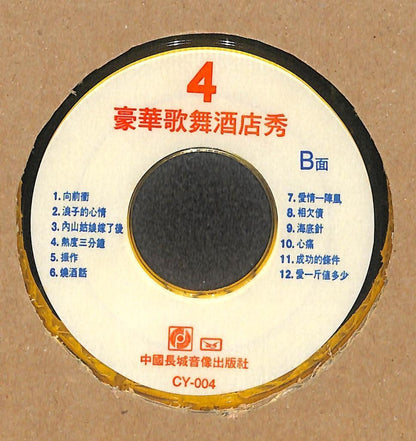 4
豪華歌舞酒店秀
B面
1. 向前衝
2. 浪子的心情
3. 內山姑娘嫁了後
4. 熱度三分鐘
5. 振作
6. 燒酒話
7. 愛情一陣風
8. 相欠債
9. 海底針
10. 心痛
11. 成功的條件
12. 愛一斤值多少
中國長城音像出版社
CY-004